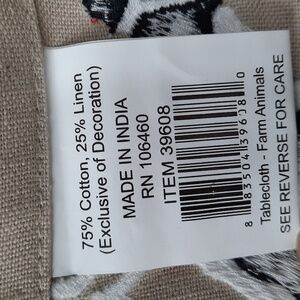 75% Cotton, 25% Linen
(Exclusive of Decoration)
MADE IN INDIA
RN 106460
ITEM 39608
8 83504 39618 0
Tablecloth - Farm Animals
SEE REVERSE FOR CARE